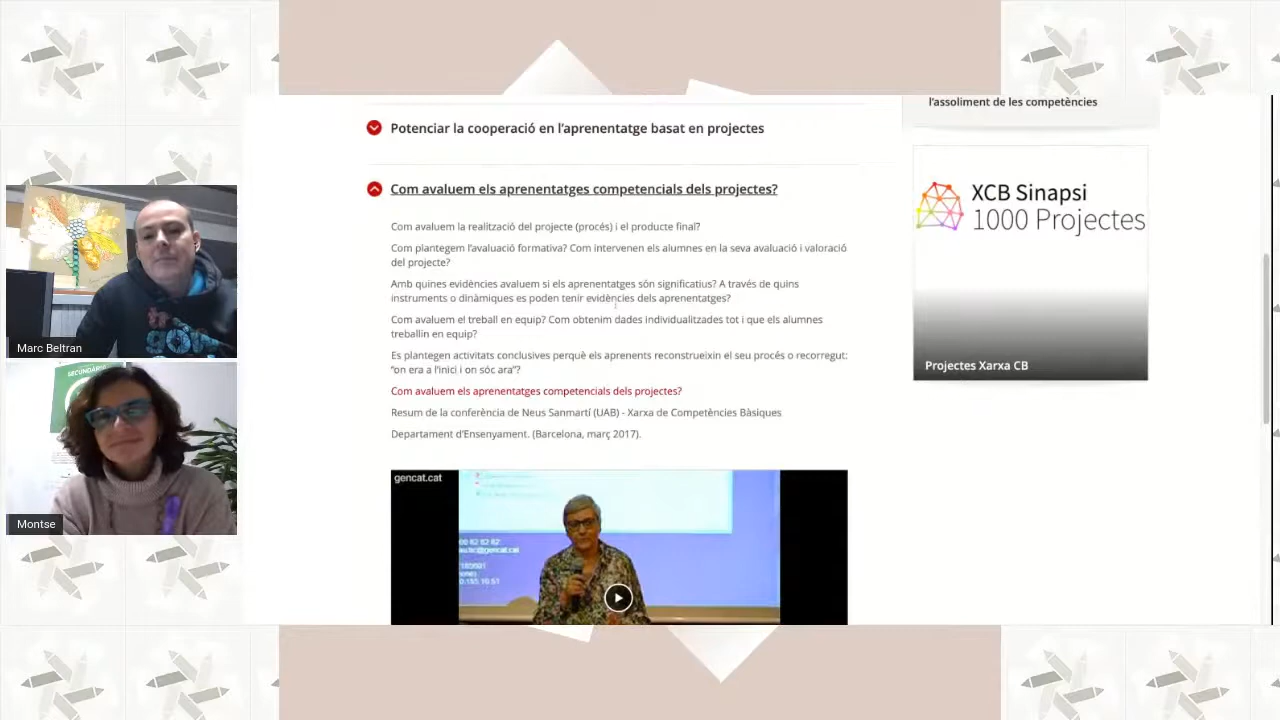 l'assoliment de les competències
Potenciar la cooperació en l'aprenentatge basat en projectes
Com avaluem els aprenentatges competencials dels projectes?
Com avaluem la realització del projecte (procés) i el producte final?
Com plantegem l'avaluació formativa? Com intervenen els alumnes en la seva avaluació i valoració
del projecte?
Amb quines evidències avaluem si els aprenentatges són significatius? A través de quins
instruments o dinàmiques es poden tenir evidències dels aprenentatges?
Com avaluem el treball en equip? Com obtenim dades individualitzades tot i que els alumnes
treballin en equip?
Es plantegen activitats conclusives perquè els aprenents reconstrueixin el seu procés o recorregut:
"on era a l'inici i on sóc ara"?
Com avaluem els aprenentatges competencials dels projectes?
Resum de la conferència de Neus Sanmartí (UAB) - Xarxa de Competències Bàsiques
Departament d'Ensenyament. (Barcelona, març 2017).
gencat.cat
XCB Sinapsi
1000 Projectes
Projectes Xarxa CB
SECUNDÀRIA
Marc Beltran
Montse